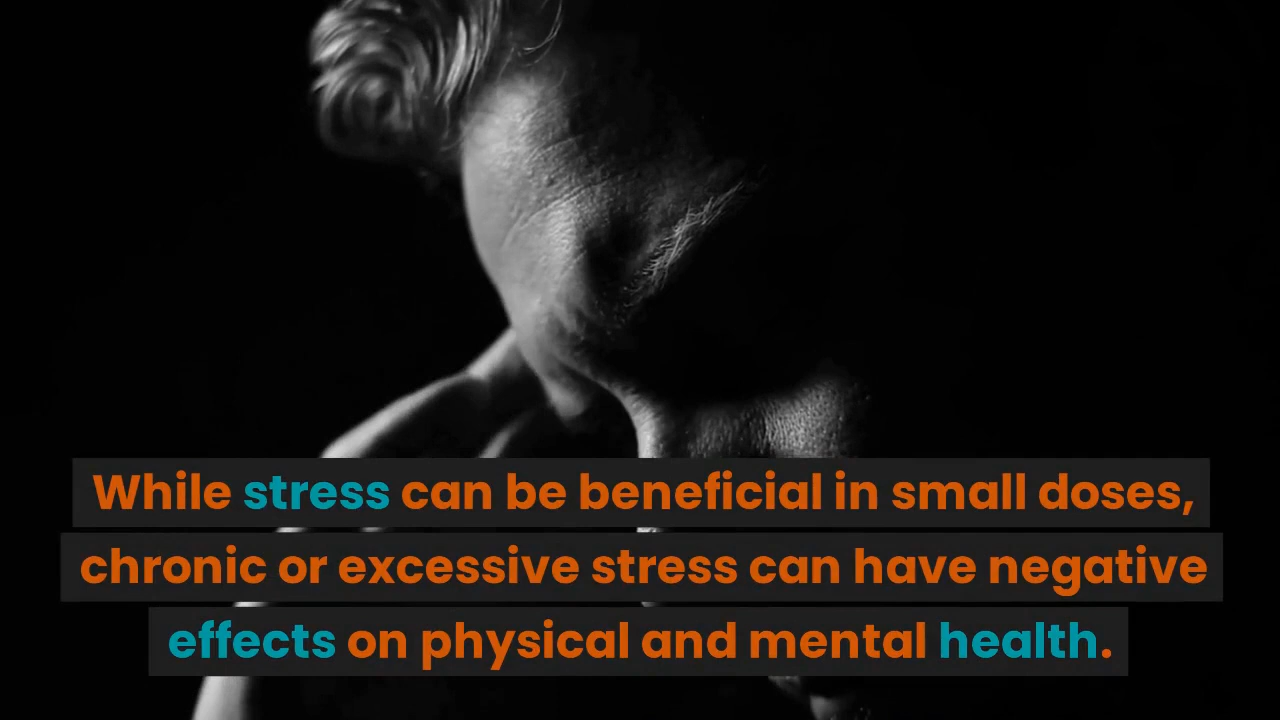 While stress can be beneficial in small doses,
chronic or excessive stress can have negative
effects on physical and mental health.